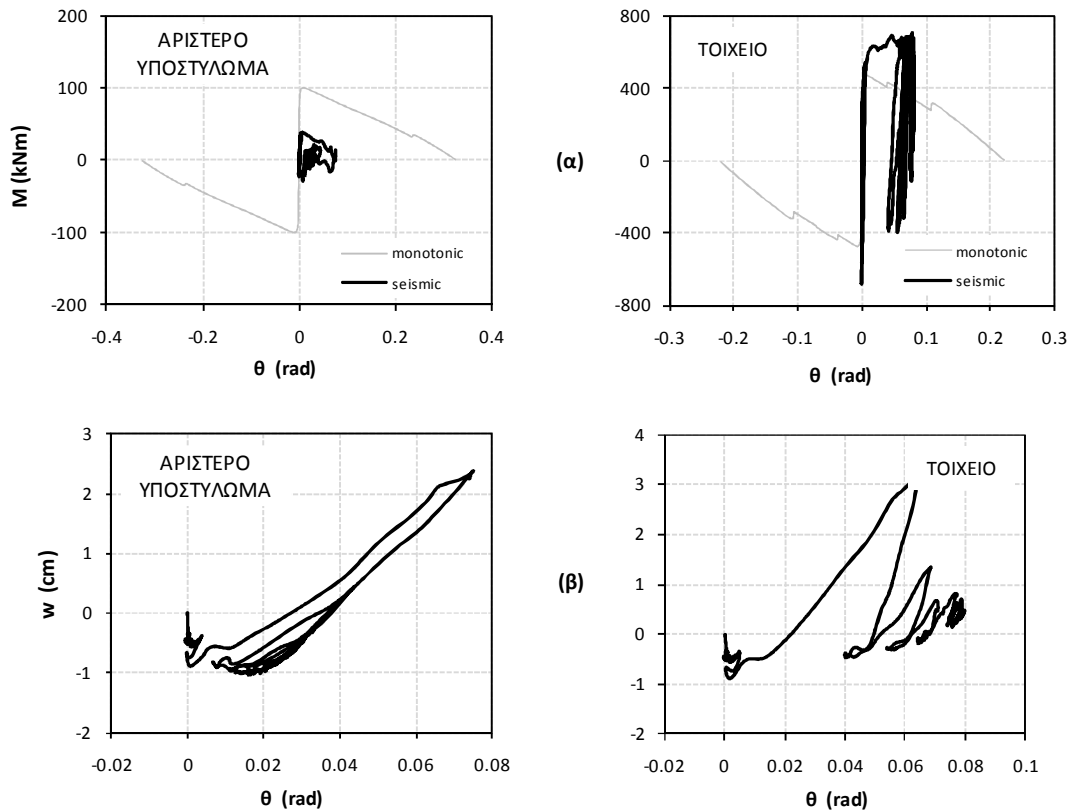 200
100
0
-100
-200
M (kNm)
ΑΡΙΣΤΕΡΟ
ΥΠΟΣΤΥΛΩΜΑ
monotonic
seismic
-0.4
-0.2
0
0.2
0.4
θ (rad)
(α)
800
400
0
-400
-800
ΤΟΙΧΕΙΟ
monotonic
seismic
-0.3
-0.2
-0.1
0
0.1
0.2
0.3
θ (rad)
3
2
1
0
-1
-2
w (cm)
ΑΡΙΣΤΕΡΟ
ΥΠΟΣΤΥΛΩΜΑ
-0.02
0
0.02
0.04
0.06
0.08
θ (rad)
(β)
4
3
2
1
0
-1
-2
ΤΟΙΧΕΙΟ
-0.02
0
0.02
0.04
0.06
0.08
0.1
θ (rad)